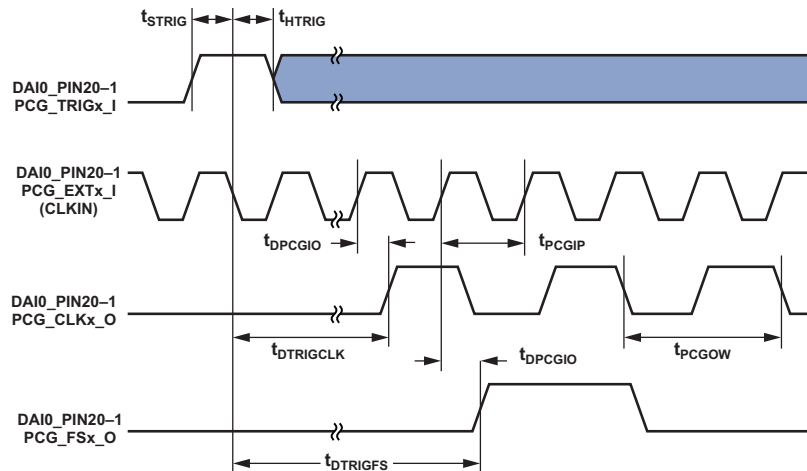 tSTRIG tHTRIG
DAI0_PIN20–1
PCG_TRIGx_I
DAI0_PIN20–1
PCG_EXTx_I
(CLKIN)
tDPCGIO tPCGIP
DAI0_PIN20–1
PCG_CLKx_O
tDTRIGCLK tDPCGIO tPCGOW
DAI0_PIN20–1
PCG_FSx_O
tDTRIGFS